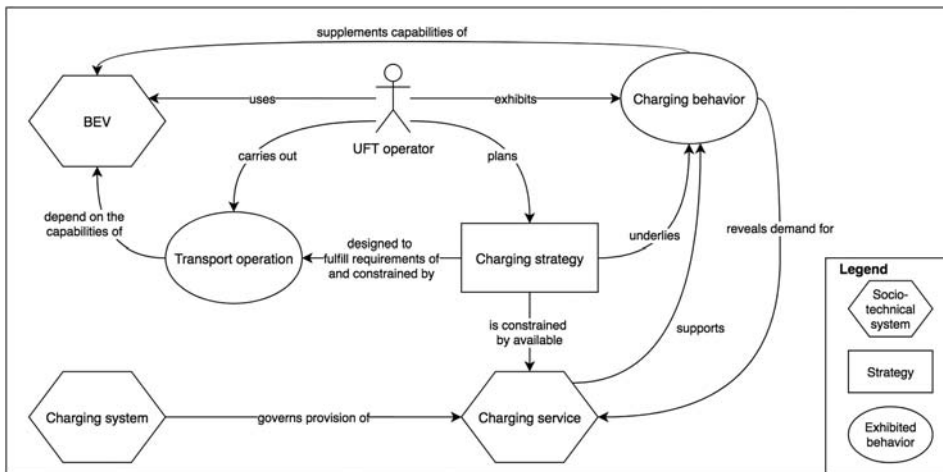 supplements capabilities of
BEV
uses
exhibits
Charging behavior
UFT operator
carries out
plans
depend on the
capabilities of
Transport operation
designed to
fulfill requirements of
and constrained by
Charging strategy
underlies
reveals demand for
is constrained
by available
supports
Charging system
governs provision of
Charging service
Legend
Socio-
technical
system
Strategy
Exhibited
behavior